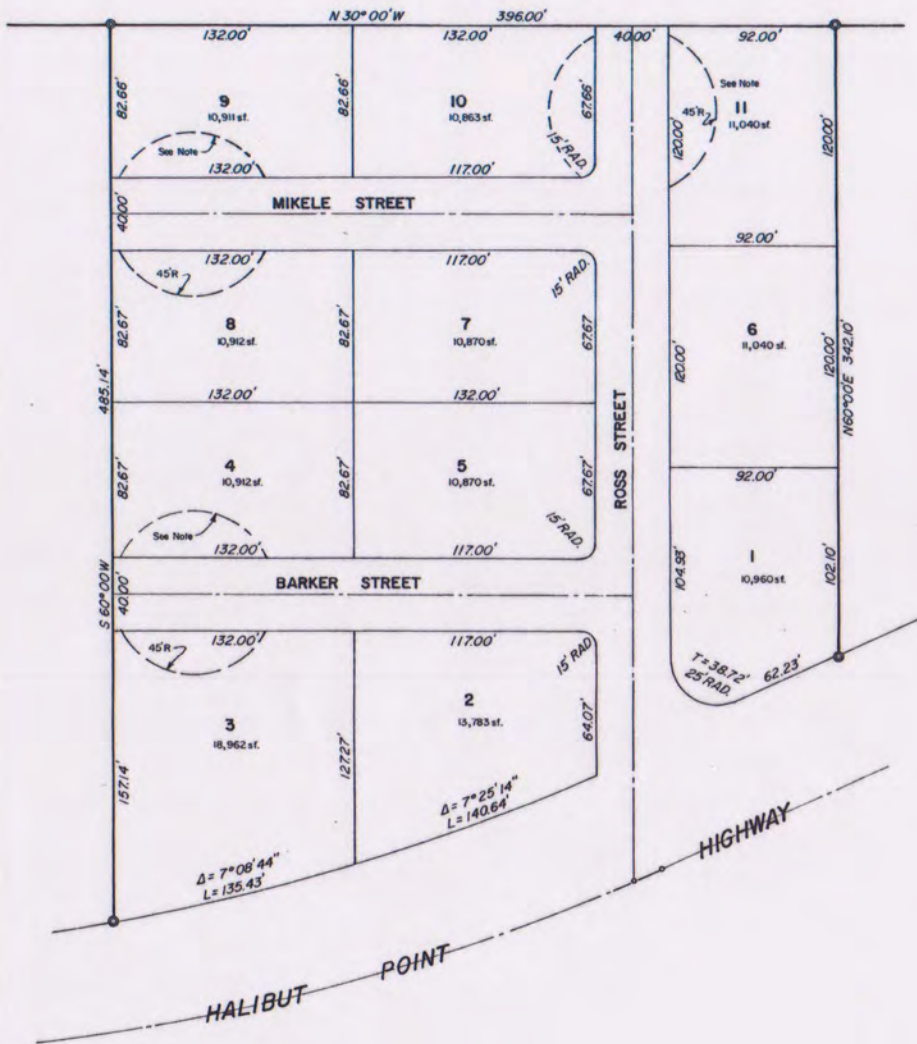 N 30°00'W 396.00'
132.00' 132.00' 40.00' 92.00'
82.66'
9
10,911 sf.
82.66'
10
10,863 sf.
67.66'
15' RAD.
See Note
132.00'
117.00'
See Note
11
11,040 sf.
45'R
120.00'
120.00'
MIKELE STREET
40.00'
132.00'
45'R
117.00'
15' RAD.
92.00'
82.67'
8
10,912 sf.
82.67'
7
10,870 sf.
67.67'
6
11,040 sf.
120.00'
120.00'
N60°00'E 342.10'
485.14'
132.00'
132.00'
ROSS STREET
82.67'
4
10,912 sf.
82.67'
5
10,870 sf.
67.67'
15' RAD.
See Note
132.00'
117.00'
92.00'
1
10,960 sf.
104.93'
102.10'
BARKER STREET
S 60°00'W
40.00'
132.00'
45'R
117.00'
15' RAD
T = 38.72'
25' RAD.
62.23'
3
18,962 sf.
157.14'
127.27'
2
13,783 sf.
64.07'
Δ = 7°25'14"
L = 140.64'
Δ = 7°08'44"
L = 135.43'
HALIBUT POINT HIGHWAY